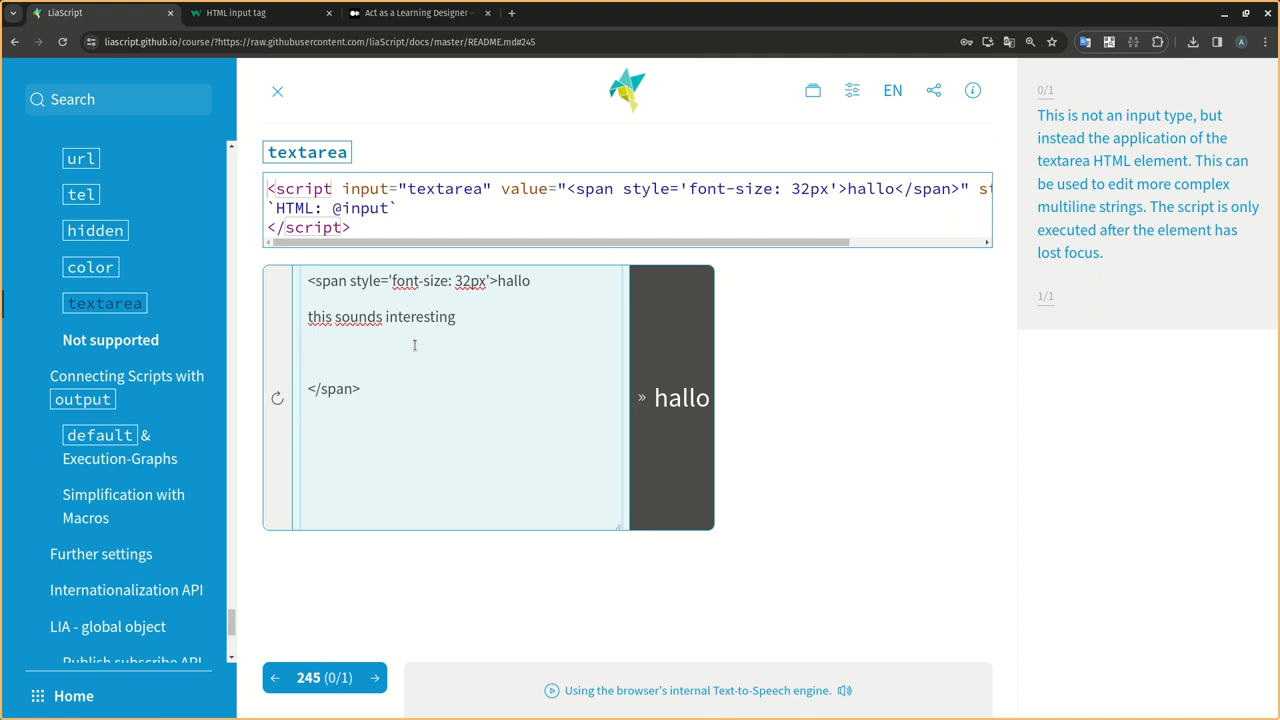 LiaScript
HTML input tag
Act as a Learning Designer
liascript.github.io/course/?https://raw.githubusercontent.com/liaScript/docs/master/README.md#245
A
Search
url
tel
hidden
color
textarea
Not supported
Connecting Scripts with
output
default &
Execution-Graphs
Simplification with
Macros
Further settings
Internationalization API
LIA - global object
Publish subscribe API
Home
EN
textarea
<script input="textarea" value="<span style='font-size: 32px'>hallo</span>" st
`HTML: @input`
</script>
<span style='font-size: 32px'>hallo
this sounds interesting
</span>
» hallo
← 245 (0/1) →
Using the browser's internal Text-to-Speech engine.
0/1
This is not an input type, but
instead the application of the
textarea HTML element. This can
be used to edit more complex
multiline strings. The script is only
executed after the element has
lost focus.
1/1